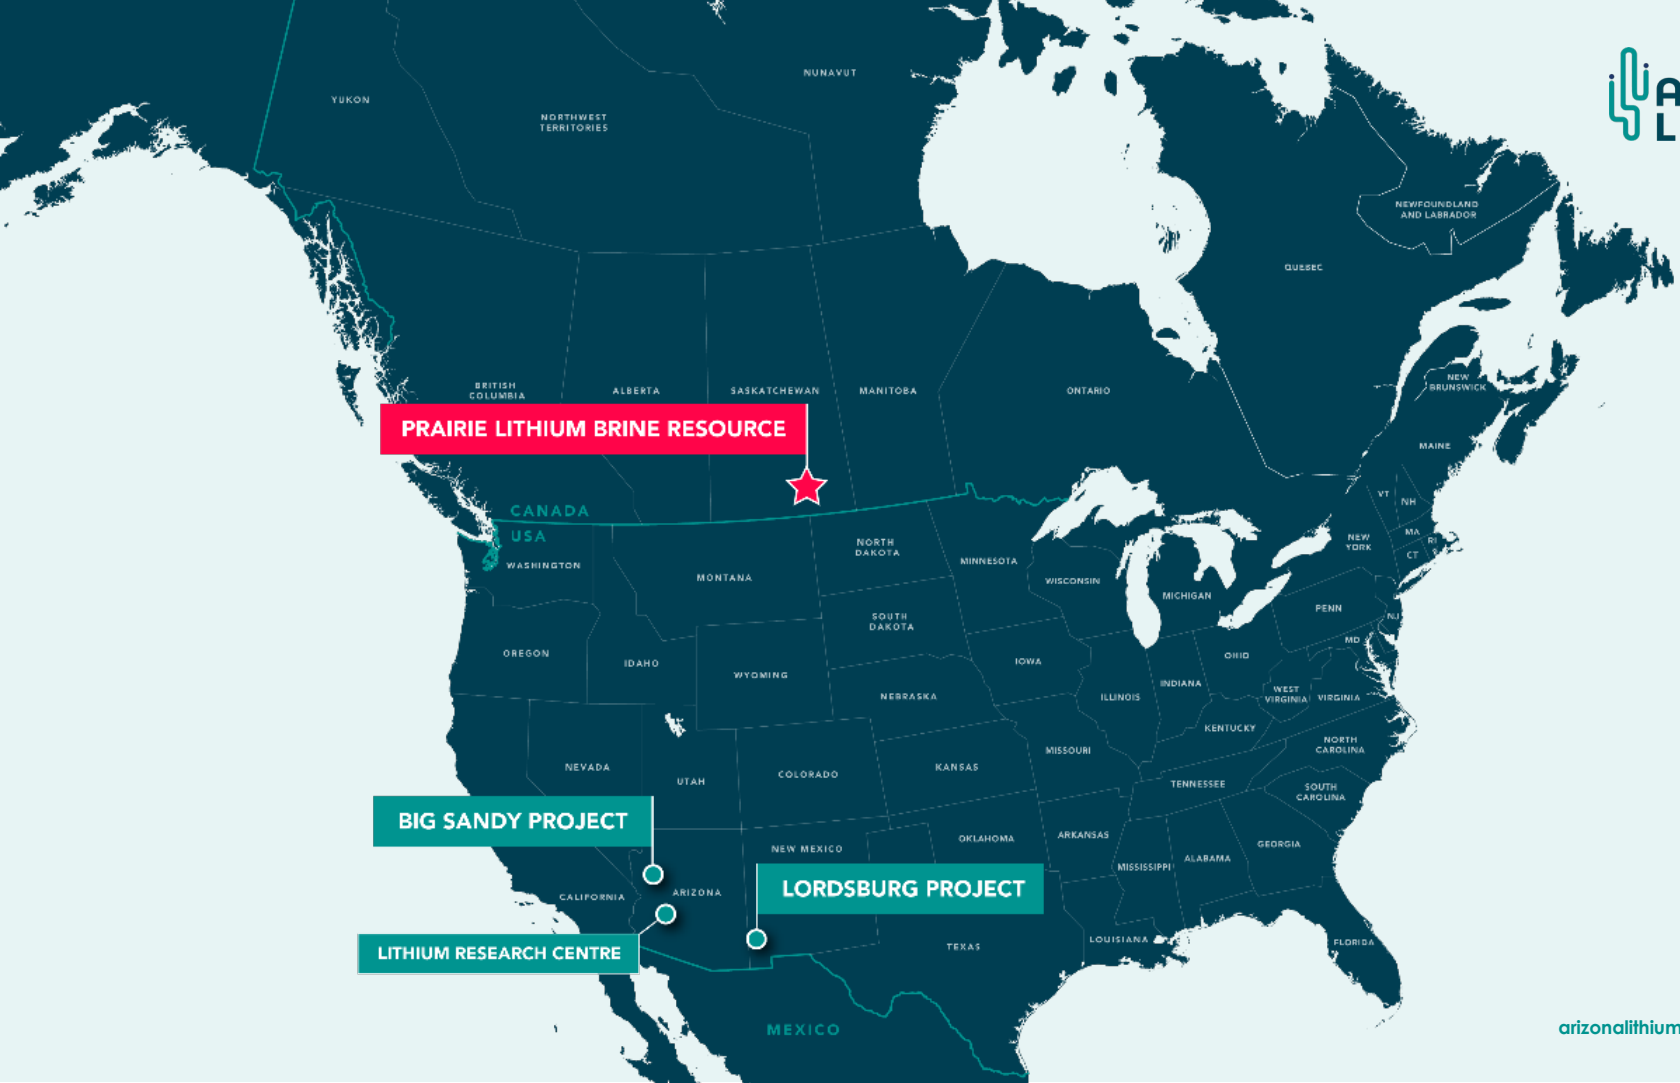 NUNAVUT
YUKON
NORTHWEST
TERRITORIES
A
L
NEWFOUNDLAND
AND LABRADOR
QUEBEC
BRITISH
COLUMBIA
ALBERTA
SASKATCHEWAN
MANITOBA
ONTARIO
NEW
BRUNSWICK
PRAIRIE LITHIUM BRINE RESOURCE
MAINE
VT
NH
CANADA
USA
WASHINGTON
MONTANA
NORTH
DAKOTA
MINNESOTA
WISCONSIN
MICHIGAN
NEW
YORK
MA
RI
CT
PENN
NJ
MD
OREGON
IDAHO
WYOMING
SOUTH
DAKOTA
IOWA
NEBRASKA
ILLINOIS
INDIANA
OHIO
WEST
VIRGINIA
VIRGINIA
KENTUCKY
NORTH
CAROLINA
NEVADA
UTAH
COLORADO
KANSAS
MISSOURI
TENNESSEE
SOUTH
CAROLINA
BIG SANDY PROJECT
NEW MEXICO
OKLAHOMA
ARKANSAS
MISSISSIPPI
ALABAMA
GEORGIA
CALIFORNIA
ARIZONA
LORDSBURG PROJECT
LITHIUM RESEARCH CENTRE
TEXAS
LOUISIANA
FLORIDA
MEXICO
arizonalithium